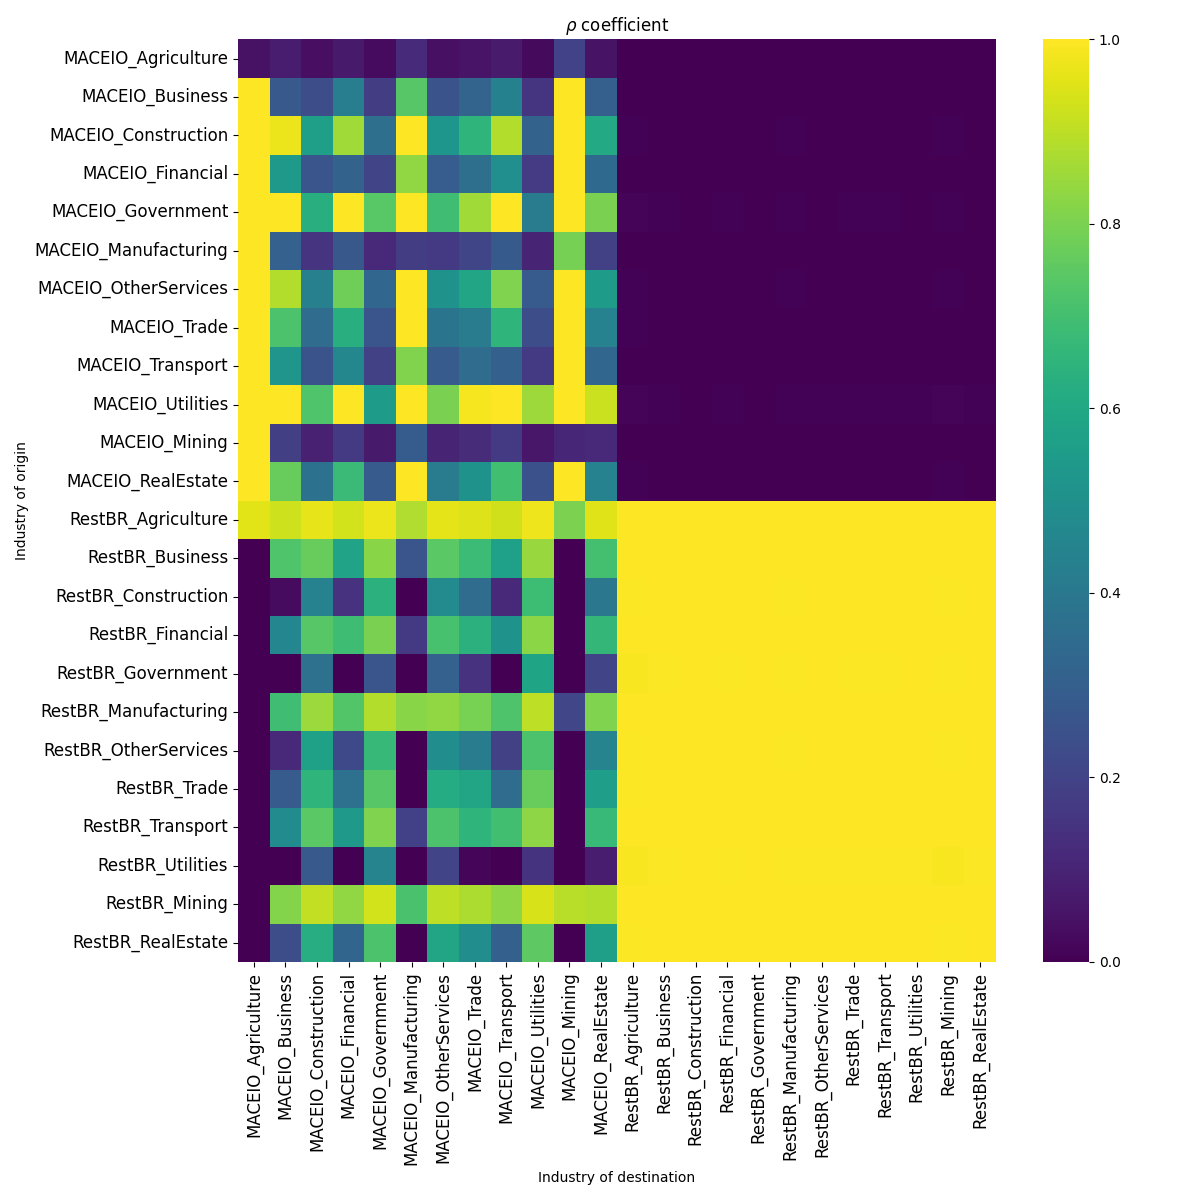 ρ coefficient
MACEIO_Agriculture
MACEIO_Business
MACEIO_Construction
MACEIO_Financial
MACEIO_Government
MACEIO_Manufacturing
MACEIO_OtherServices
MACEIO_Trade
MACEIO_Transport
MACEIO_Utilities
MACEIO_Mining
MACEIO_RealEstate
RestBR_Agriculture
RestBR_Business
RestBR_Construction
RestBR_Financial
RestBR_Government
RestBR_Manufacturing
RestBR_OtherServices
RestBR_Trade
RestBR_Transport
RestBR_Utilities
RestBR_Mining
RestBR_RealEstate
Industry of origin
MACEIO_Agriculture
MACEIO_Business
MACEIO_Construction
MACEIO_Financial
MACEIO_Government
MACEIO_Manufacturing
MACEIO_OtherServices
MACEIO_Trade
MACEIO_Transport
MACEIO_Utilities
MACEIO_Mining
MACEIO_RealEstate
RestBR_Agriculture
RestBR_Business
RestBR_Construction
RestBR_Financial
RestBR_Government
RestBR_Manufacturing
RestBR_OtherServices
RestBR_Trade
RestBR_Transport
RestBR_Utilities
RestBR_Mining
RestBR_RealEstate
Industry of destination
1.0
0.8
0.6
0.4
0.2
0.0